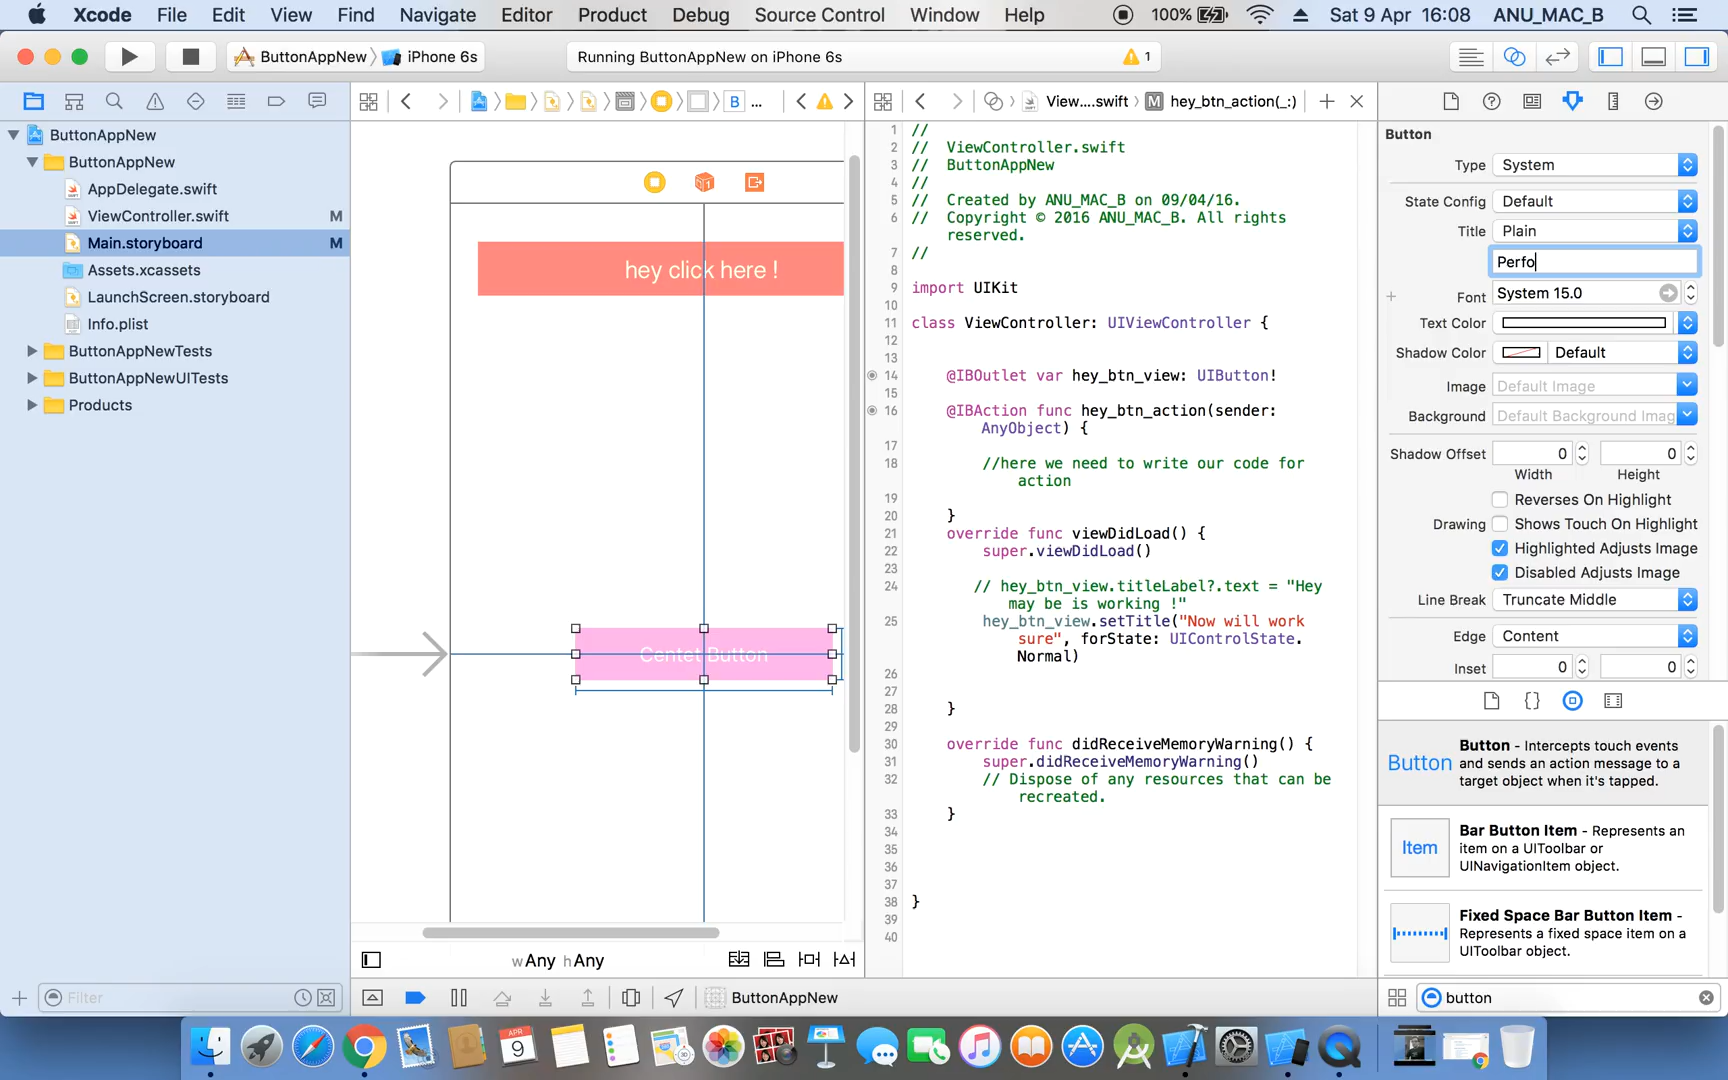 Xcode File Edit View Find Navigate Editor Product Debug Source Control Window Help 100% Sat 9 Apr 16:08 ANU_MAC_B
ButtonAppNew iPhone 6s Running ButtonAppNew on iPhone 6s 1
B ... View....swift M hey_btn_action(_:)
ButtonAppNew
ButtonAppNew
AppDelegate.swift
ViewController.swift M
Main.storyboard M
Assets.xcassets
LaunchScreen.storyboard
Info.plist
ButtonAppNewTests
ButtonAppNewUITests
Products
Filter
hey click here !
Centet Button
wAny hAny
ButtonAppNew
1 //
2 // ViewController.swift
3 // ButtonAppNew
4 //
5 // Created by ANU_MAC_B on 09/04/16.
6 // Copyright © 2016 ANU_MAC_B. All rights
reserved.
7 //
8
9 import UIKit
10
11 class ViewController: UIViewController {
12
13
14 @IBOutlet var hey_btn_view: UIButton!
15
16 @IBAction func hey_btn_action(sender:
AnyObject) {
17
18 //here we need to write our code for
action
19
20 }
21 override func viewDidLoad() {
22 super.viewDidLoad()
23
24 // hey_btn_view.titleLabel?.text = "Hey
may be is working !"
25 hey_btn_view.setTitle("Now will work
sure", forState: UIControlState.
Normal)
26
27
28 }
29
30 override func didReceiveMemoryWarning() {
31 super.didReceiveMemoryWarning()
32 // Dispose of any resources that can be
recreated.
33 }
34
35
36
37
38 }
39
40
Button
Type System
State Config Default
Title Plain
Perfo
Font System 15.0
Text Color
Shadow Color Default
Image Default Image
Background Default Background Imag
Shadow Offset 0 0
Width Height
Reverses On Highlight
Drawing Shows Touch On Highlight
Highlighted Adjusts Image
Disabled Adjusts Image
Line Break Truncate Middle
Edge Content
Inset 0 0
Button
Button - Intercepts touch events
and sends an action message to a
target object when it's tapped.
Item
Bar Button Item - Represents an
item on a UIToolbar or
UINavigationItem object.
Fixed Space Bar Button Item -
Represents a fixed space item on a
UIToolbar object.
button
APR
9